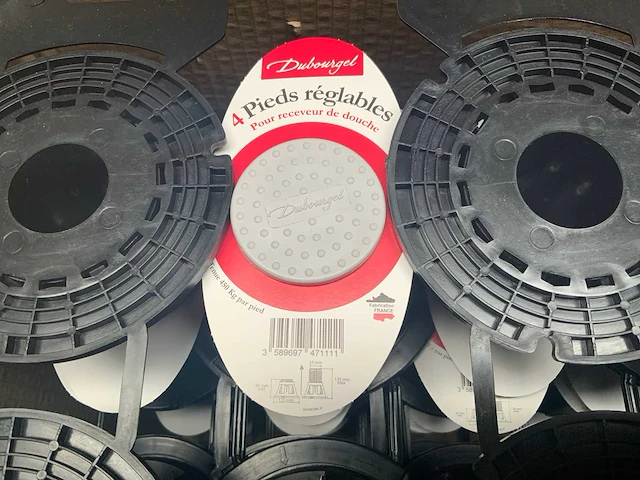 Dubourgel
4 Pieds réglables
Pour receveur de douche
Dubourgel
450 Kg par pied
Fabrication
FRANCE
3 589697 471111